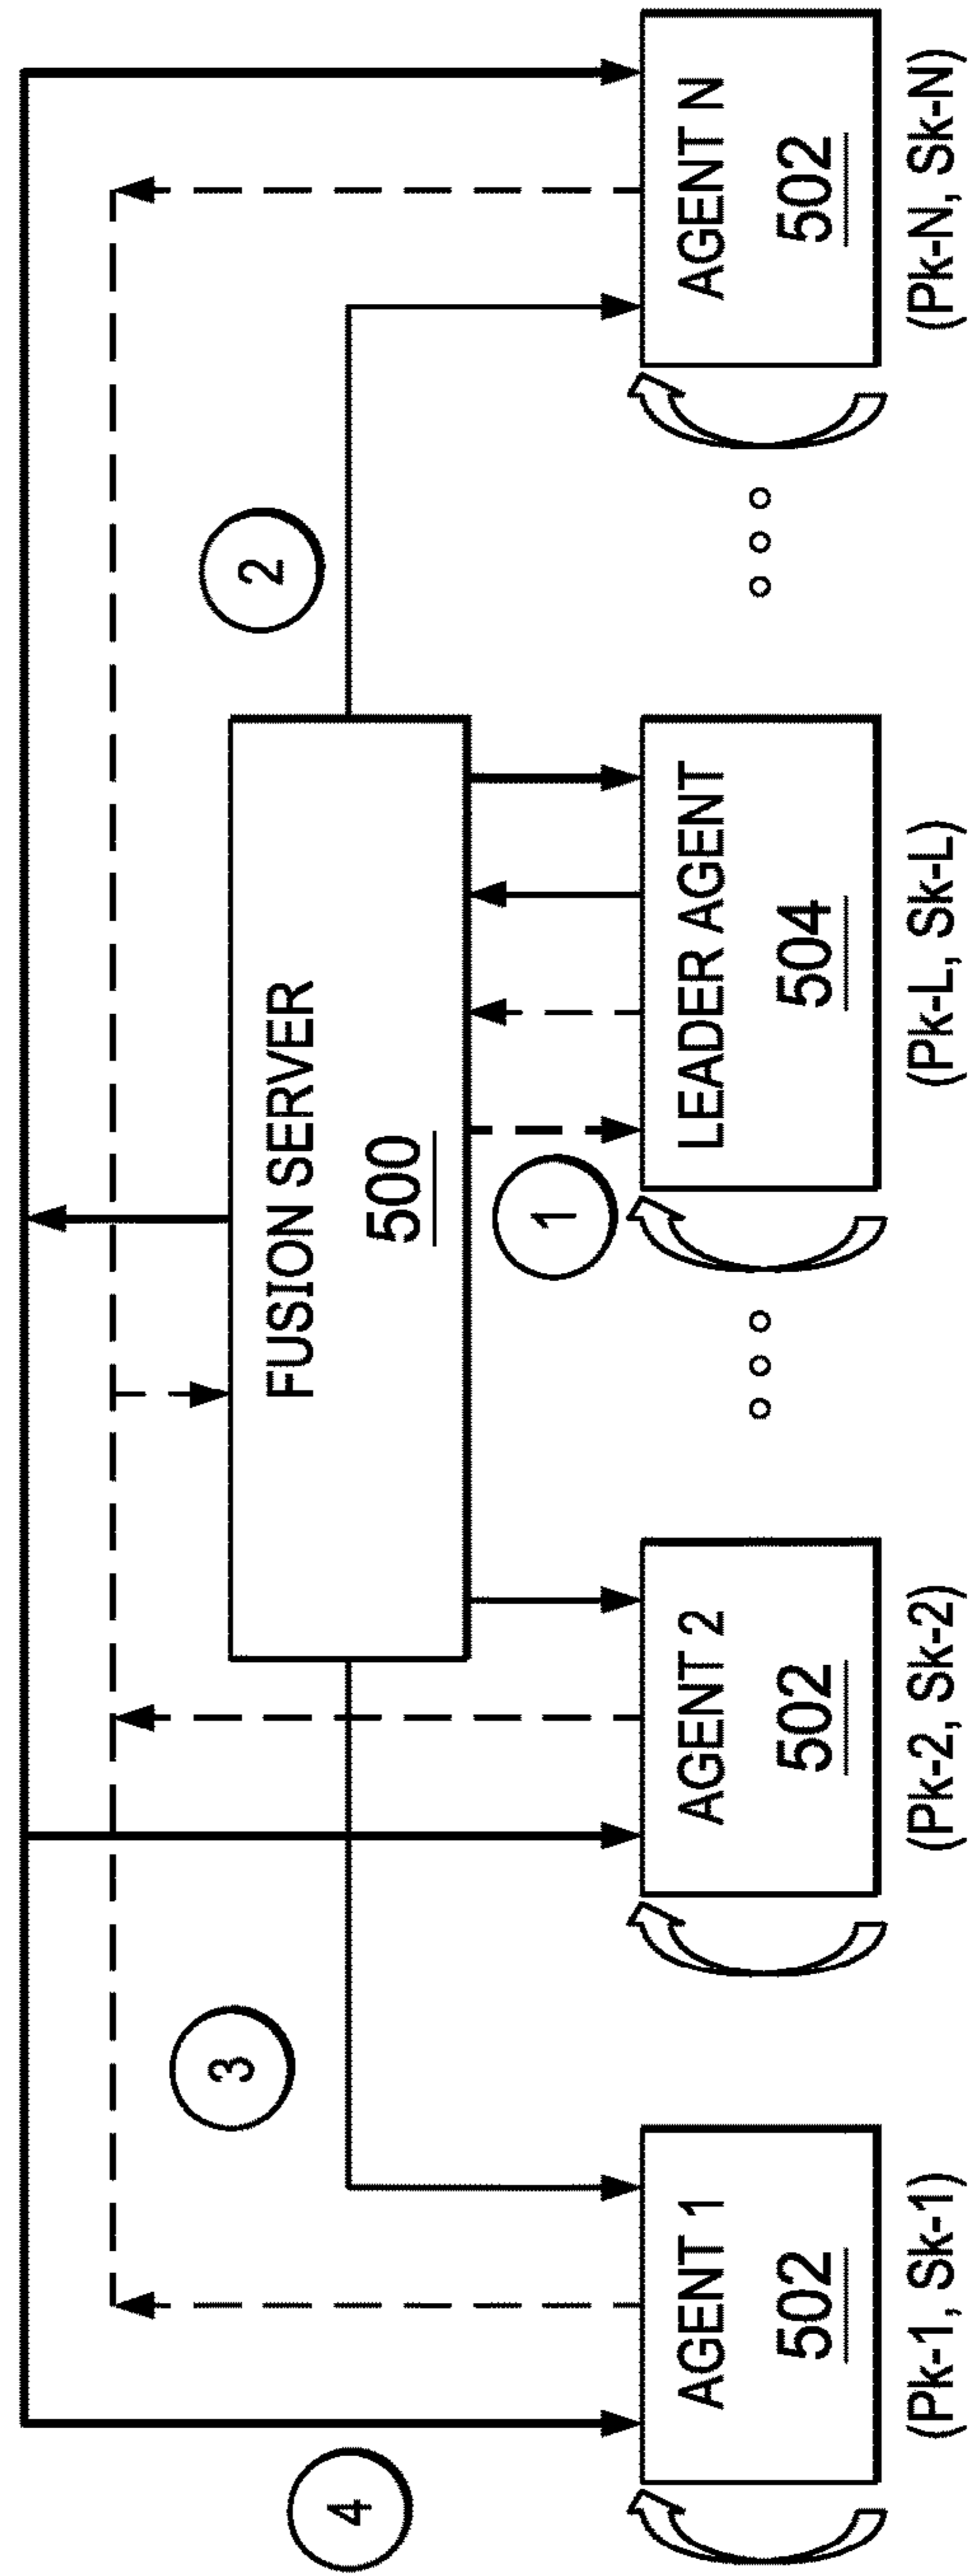 4
3
2
FUSION SERVER
500
1
AGENT 1
502
(Pk-1, Sk-1)
AGENT 2
502
(Pk-2, Sk-2)
LEADER AGENT
504
(Pk-L, Sk-L)
AGENT N
502
(Pk-N, Sk-N)